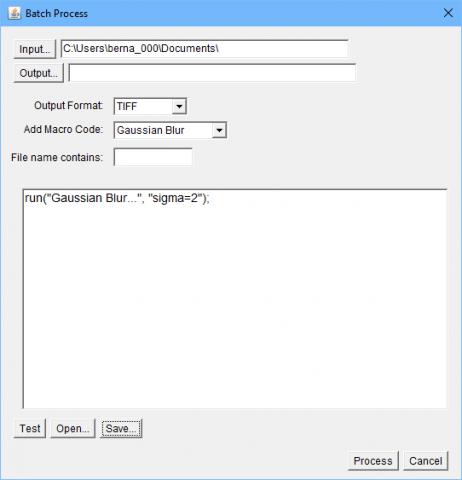 Batch Process
Input... C:\Users\berna_000\Documents\
Output...
Output Format: TIFF
Add Macro Code: Gaussian Blur
File name contains:
run("Gaussian Blur...", "sigma=2");
Test Open... Save...
Process Cancel